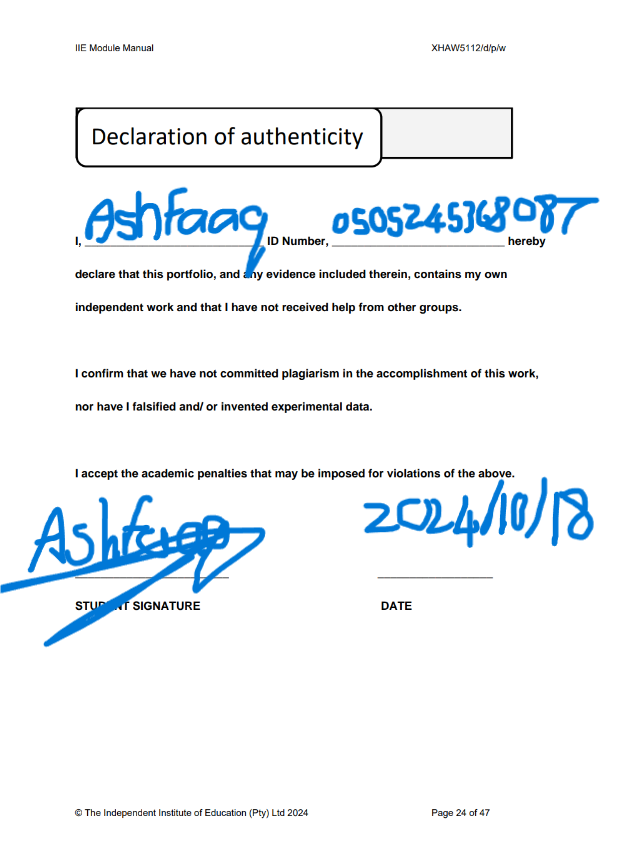 IIE Module Manual XHAW5112/d/p/w
Declaration of authenticity
I, Ashfaaq ID Number, 0505245368087 hereby
declare that this portfolio, and any evidence included therein, contains my own
independent work and that I have not received help from other groups.
I confirm that we have not committed plagiarism in the accomplishment of this work,
nor have I falsified and/ or invented experimental data.
I accept the academic penalties that may be imposed for violations of the above.
Ashfaaq 2024/10/18
STUDENT SIGNATURE DATE
© The Independent Institute of Education (Pty) Ltd 2024 Page 24 of 47